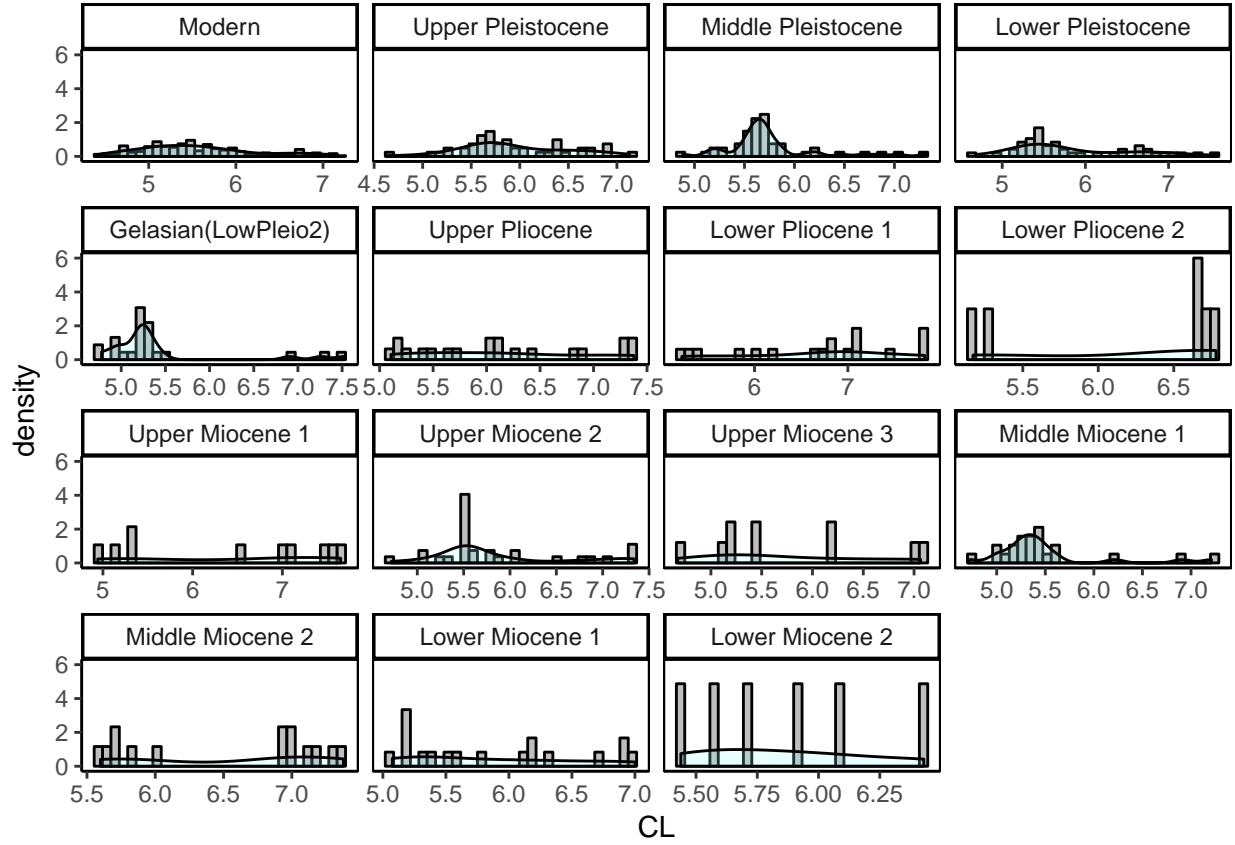 Modern Upper Pleistocene Middle Pleistocene Lower Pleistocene
6
4
2
0
5 6 7 4.5 5.0 5.5 6.0 6.5 7.0 5.0 5.5 6.0 6.5 7.0 5 6 7
Gelasian(LowPleio2) Upper Pliocene Lower Pliocene 1 Lower Pliocene 2
6
4
2
0
5.0 5.5 6.0 6.5 7.0 7.5 5.0 5.5 6.0 6.5 7.0 7.5 6 7 5.5 6.0 6.5
density
Upper Miocene 1 Upper Miocene 2 Upper Miocene 3 Middle Miocene 1
6
4
2
0
5 6 7 5.0 5.5 6.0 6.5 7.0 7.5 5.0 5.5 6.0 6.5 7.0 5.0 5.5 6.0 6.5 7.0
Middle Miocene 2 Lower Miocene 1 Lower Miocene 2
6
4
2
0
5.5 6.0 6.5 7.0 5.0 5.5 6.0 6.5 7.0 5.50 5.75 6.00 6.25
CL